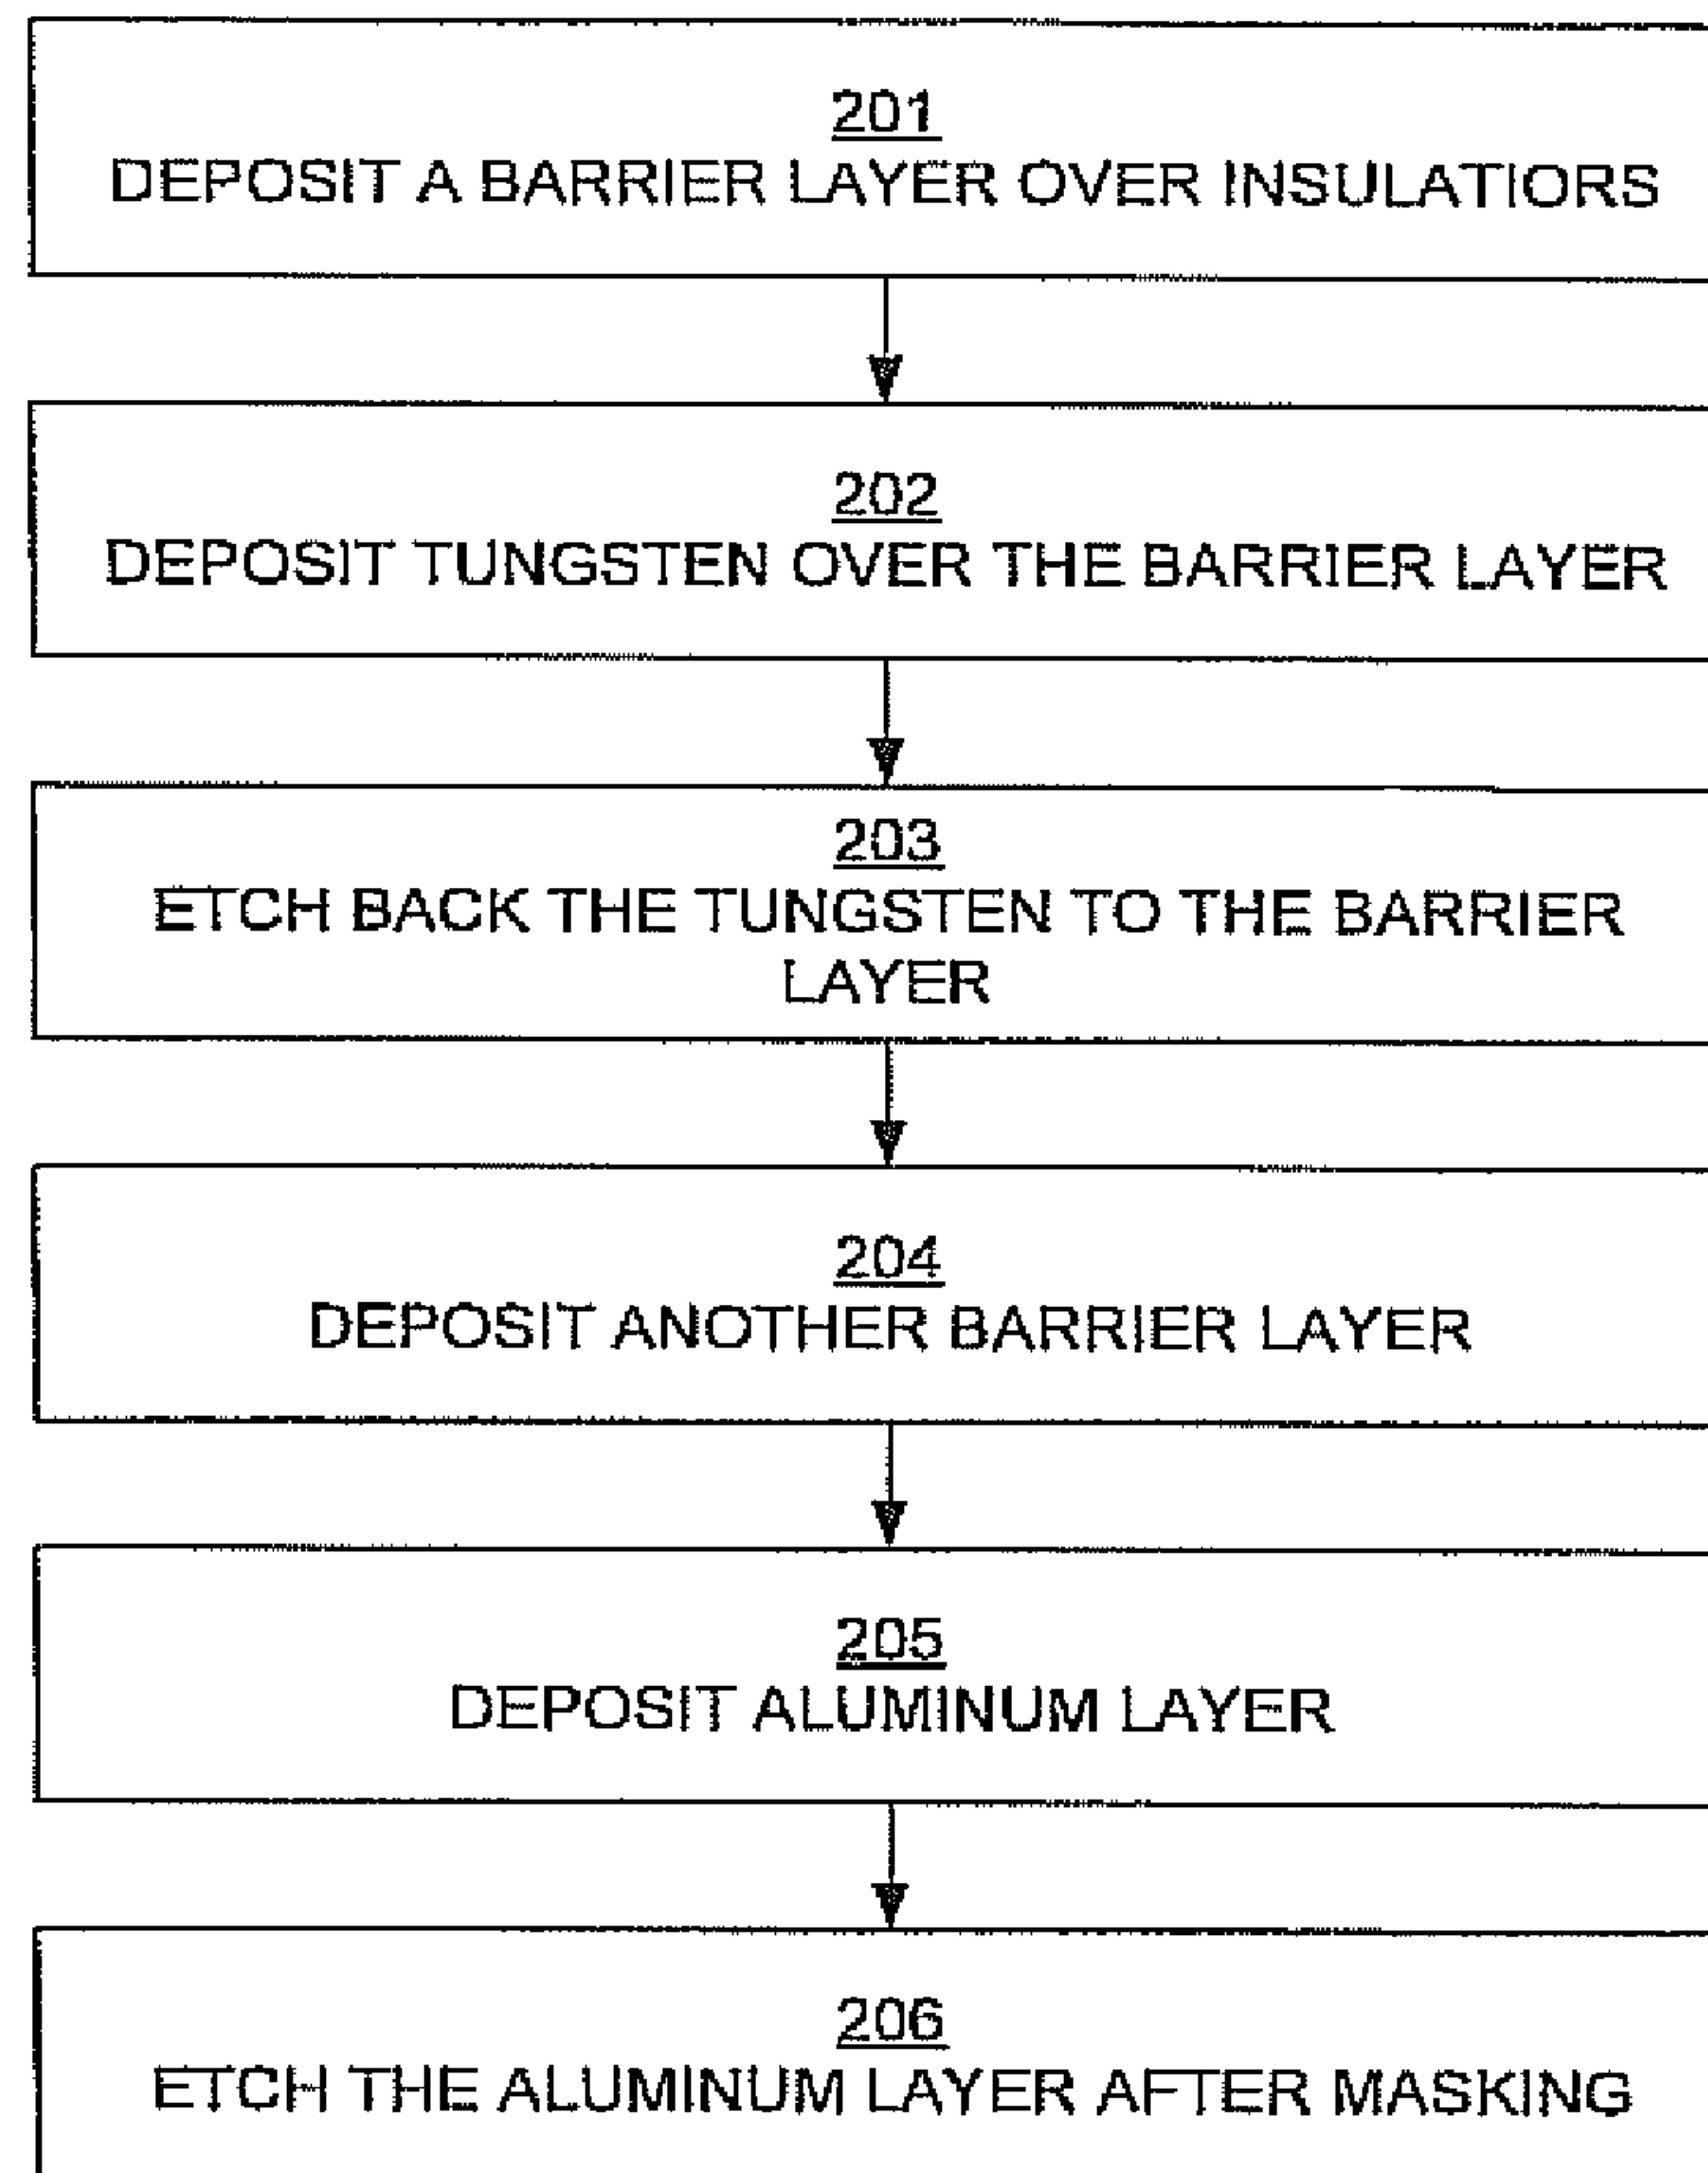 201
DEPOSIT A BARRIER LAYER OVER INSULATIORS
202
DEPOSIT TUNGSTEN OVER THE BARRIER LAYER
203
ETCH BACK THE TUNGSTEN TO THE BARRIER
LAYER
204
DEPOSIT ANOTHER BARRIER LAYER
205
DEPOSIT ALUMINUM LAYER
206
ETCH THE ALUMINUM LAYER AFTER MASKING